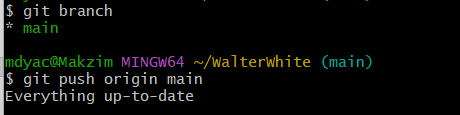 $ git branch
* main
mdyac@Makzim MINGW64 ~/WalterWhite (main)
$ git push origin main
Everything up-to-date